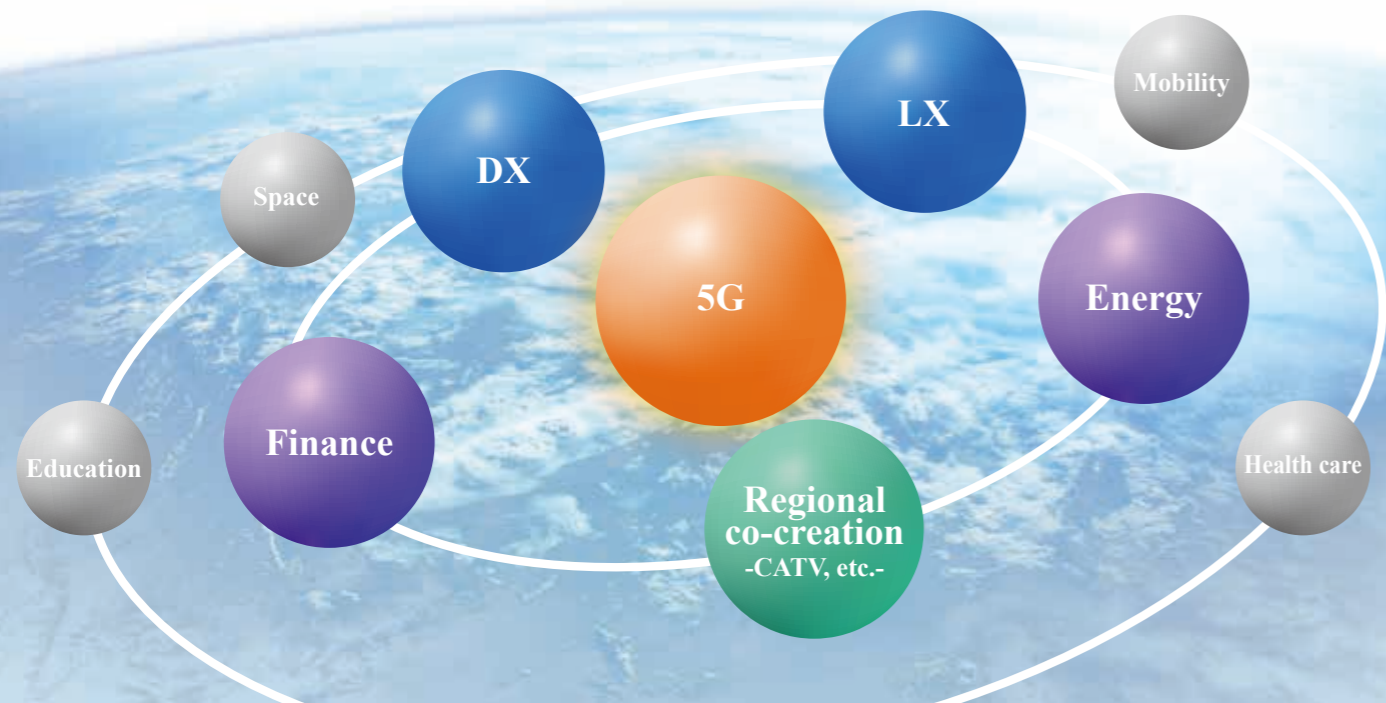 Mobility
LX
DX
Space
5G
Energy
Finance
Education
Health care
Regional
co-creation
-CATV, etc.-